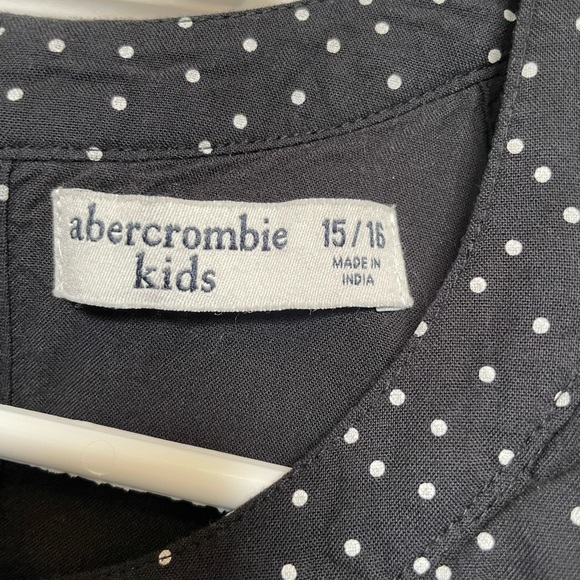 abercrombie
kids
15/16
MADE IN
INDIA